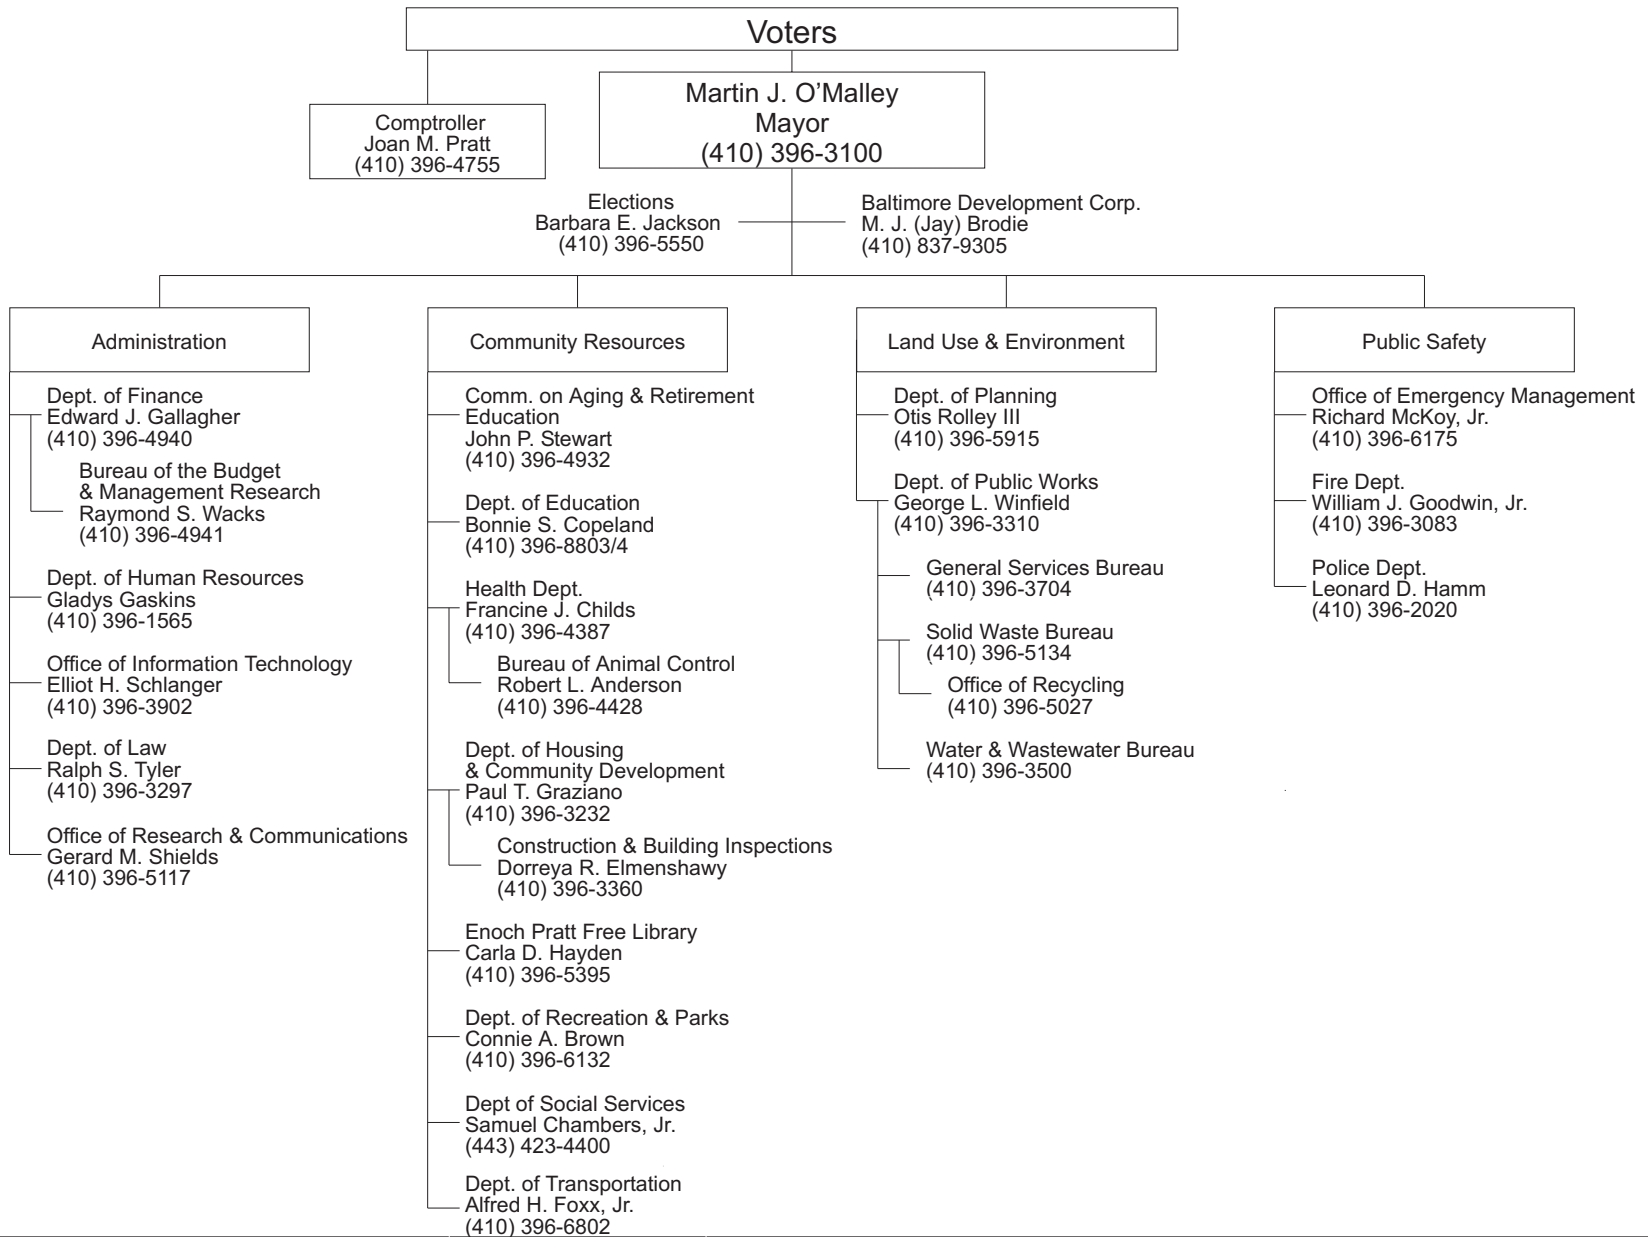 Voters
Martin J. O’Malley
Mayor
(410) 396-3100
Comptroller
Joan M. Pratt
(410) 396-4755
Elections
Barbara E. Jackson
(410) 396-5550
Baltimore Development Corp.
M. J. (Jay) Brodie
(410) 837-9305
Administration
Dept. of Finance
Edward J. Gallagher
(410) 396-4940
Bureau of the Budget
& Management Research
Raymond S. Wacks
(410) 396-4941
Dept. of Human Resources
Gladys Gaskins
(410) 396-1565
Office of Information Technology
Elliot H. Schlanger
(410) 396-3902
Dept. of Law
Ralph S. Tyler
(410) 396-3297
Office of Research & Communications
Gerard M. Shields
(410) 396-5117
Community Resources
Comm. on Aging & Retirement
Education
John P. Stewart
(410) 396-4932
Dept. of Education
Bonnie S. Copeland
(410) 396-8803/4
Health Dept.
Francine J. Childs
(410) 396-4387
Bureau of Animal Control
Robert L. Anderson
(410) 396-4428
Dept. of Housing
& Community Development
Paul T. Graziano
(410) 396-3232
Construction & Building Inspections
Dorreya R. Elmenshawy
(410) 396-3360
Enoch Pratt Free Library
Carla D. Hayden
(410) 396-5395
Dept. of Recreation & Parks
Connie A. Brown
(410) 396-6132
Dept of Social Services
Samuel Chambers, Jr.
(443) 423-4400
Dept. of Transportation
Alfred H. Foxx, Jr.
(410) 396-6802
Land Use & Environment
Dept. of Planning
Otis Rolley III
(410) 396-5915
Dept. of Public Works
George L. Winfield
(410) 396-3310
General Services Bureau
(410) 396-3704
Solid Waste Bureau
(410) 396-5134
Office of Recycling
(410) 396-5027
Water & Wastewater Bureau
(410) 396-3500
Public Safety
Office of Emergency Management
Richard McKoy, Jr.
(410) 396-6175
Fire Dept.
William J. Goodwin, Jr.
(410) 396-3083
Police Dept.
Leonard D. Hamm
(410) 396-2020